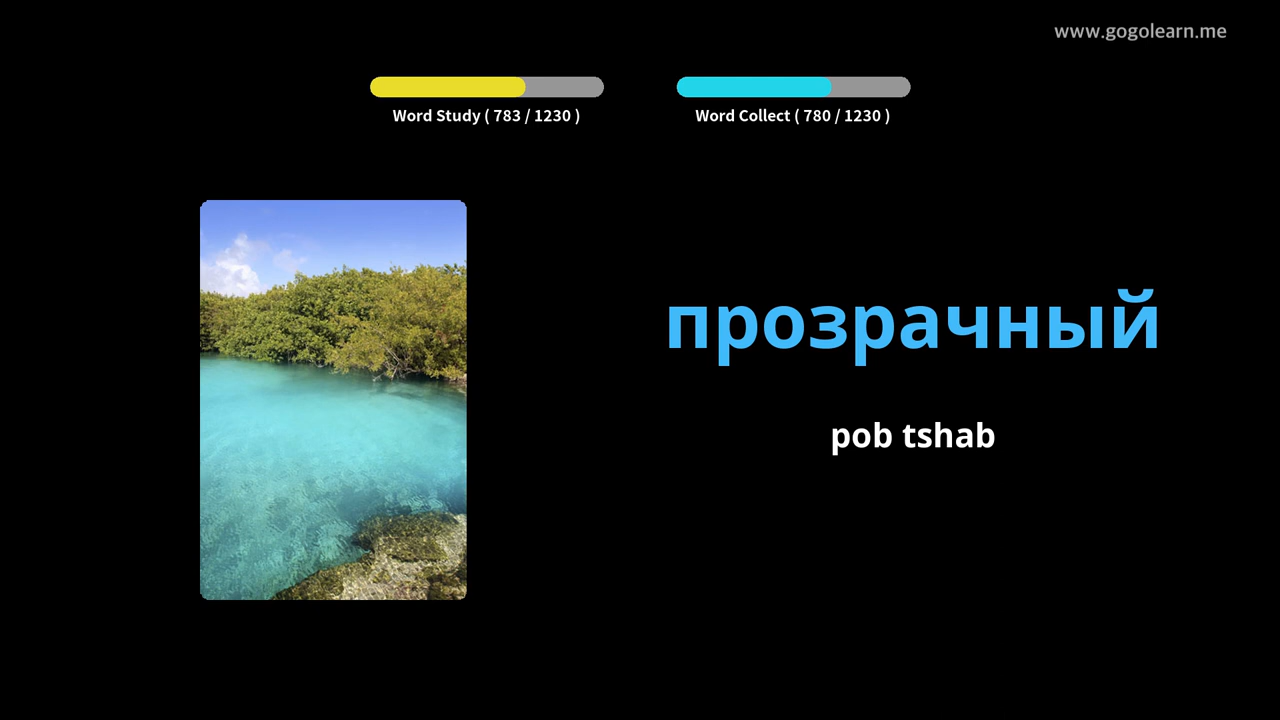 www.gogolearn.me
Word Study ( 783 / 1230 )
Word Collect ( 780 / 1230 )
прозрачный
pob tshab